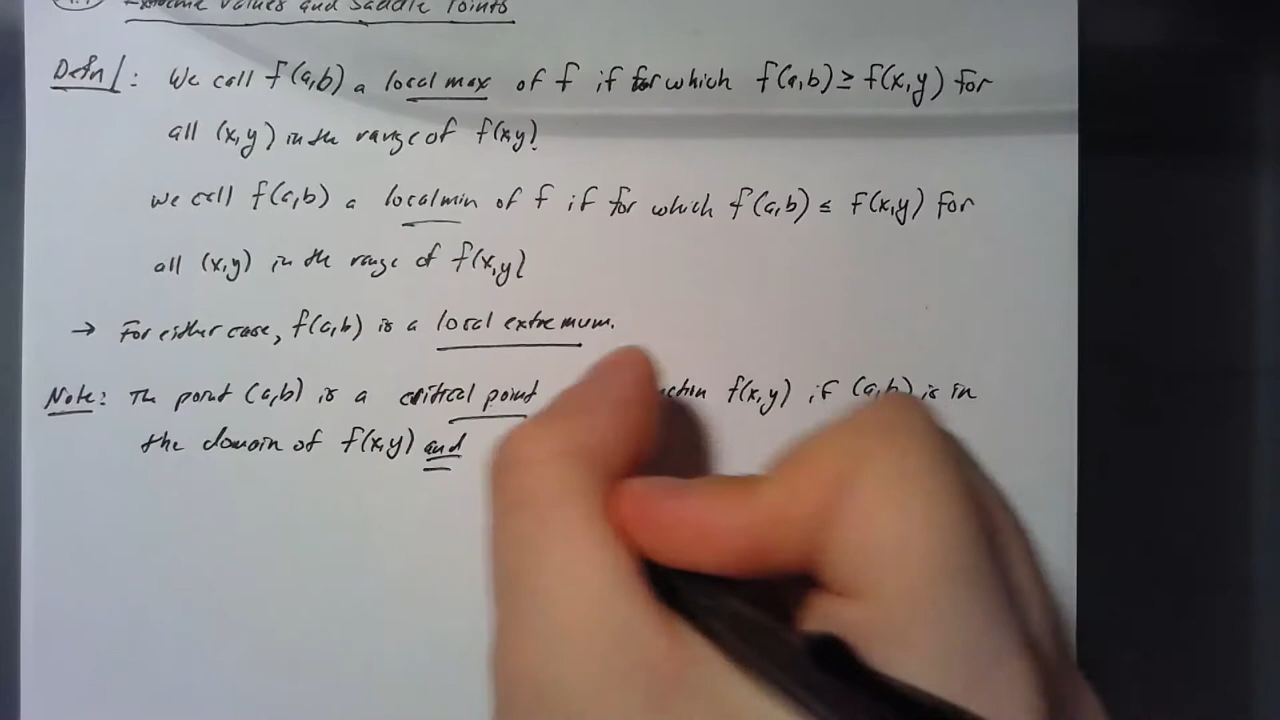 Extreme Values and Saddle Points
Defn/: We call f(a,b) a local max of f if for which f(a,b) ≥ f(x,y) for
all (x,y) in the range of f(x,y).
we call f(a,b) a local min of f if for which f(a,b) ≤ f(x,y) for
all (x,y) in the range of f(x,y).
→ For either case, f(a,b) is a local extremum.
Note: The point (a,b) is a critical point f(x,y) if (a,b) is in
the domain of f(x,y) and